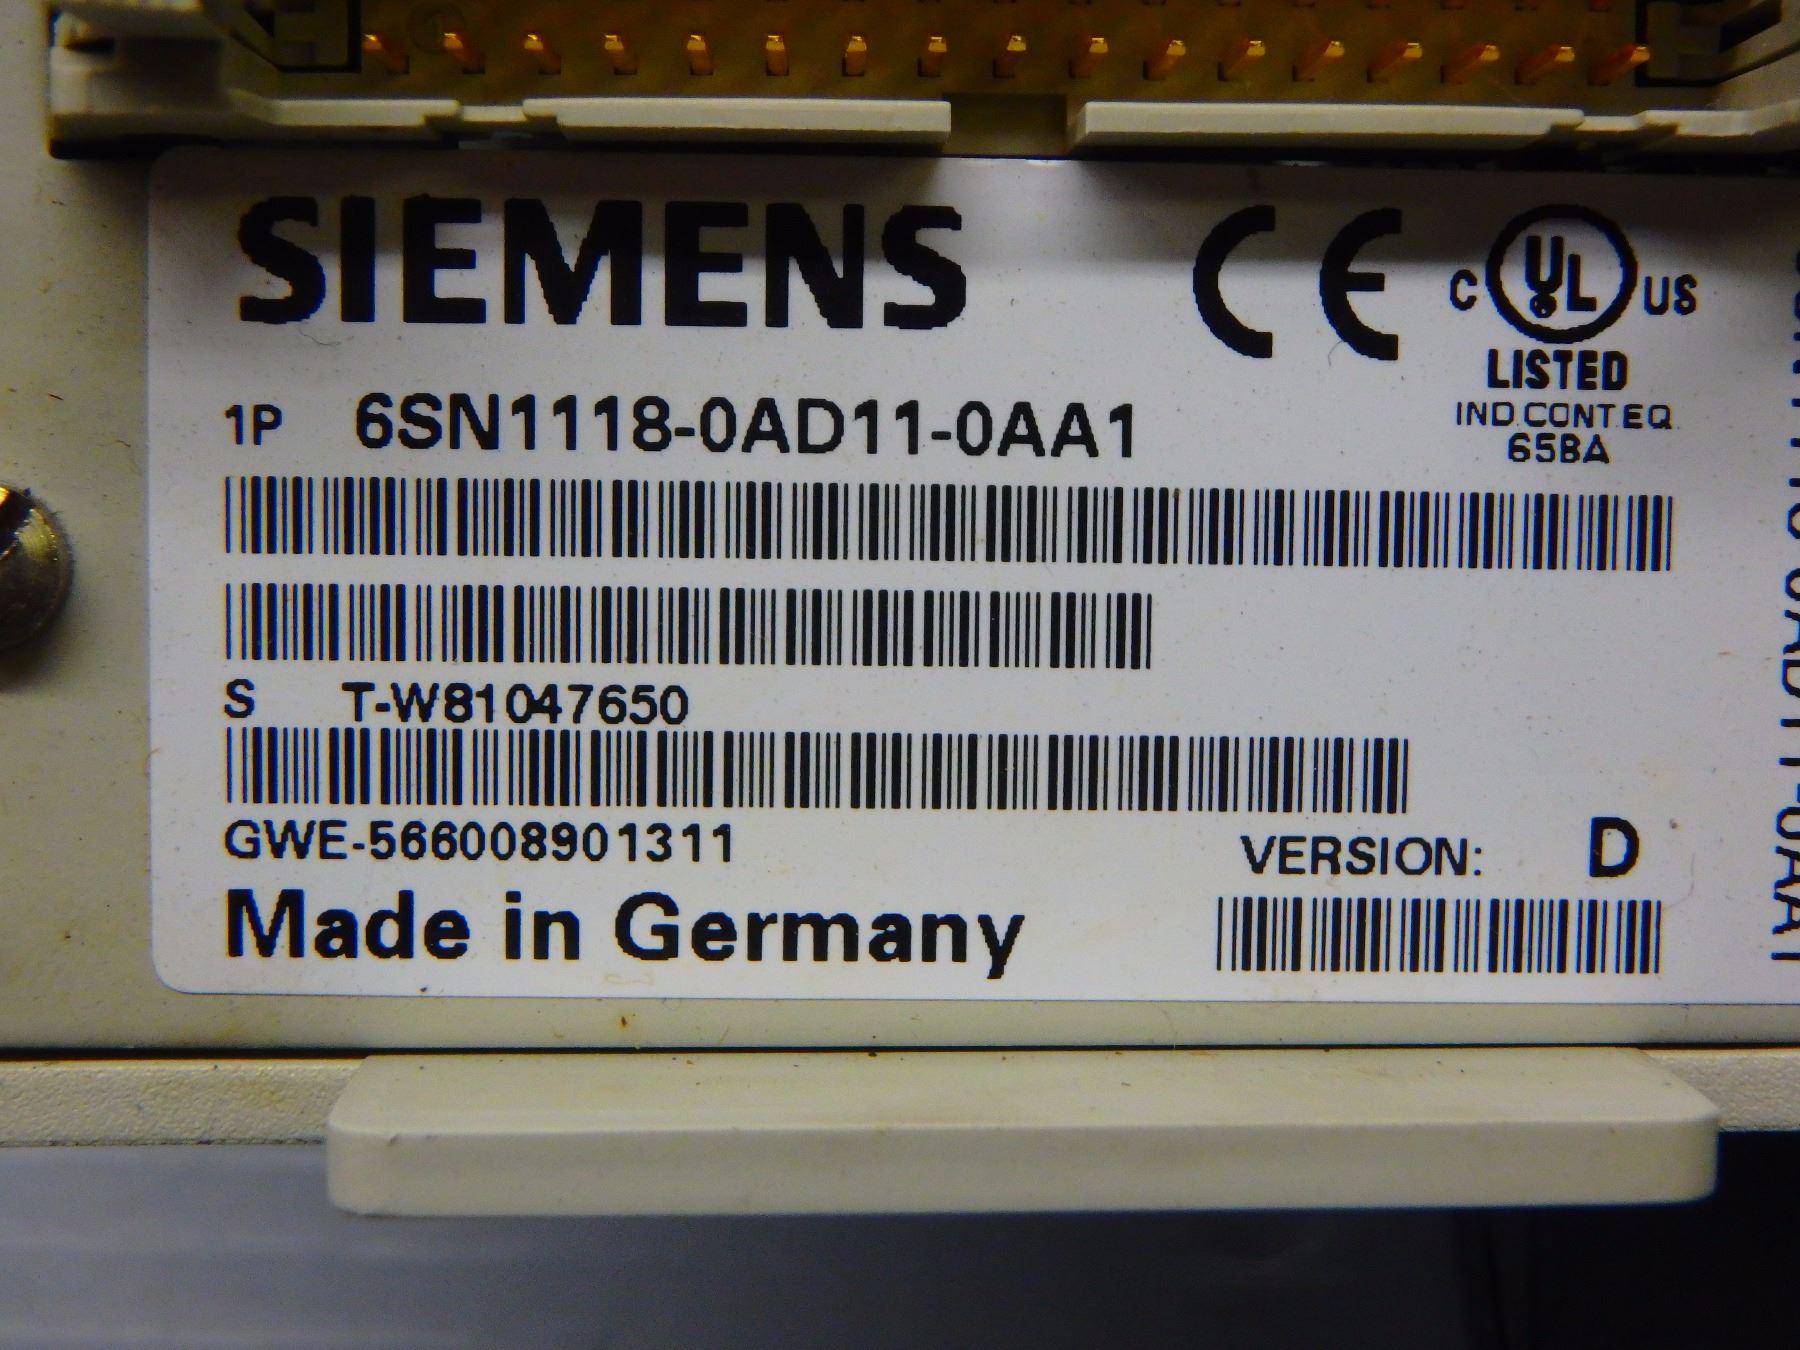 SIEMENS
CE
C UL US
LISTED
IND.CONT.EQ.
65BA
1P 6SN1118-0AD11-0AA1
S T-W81047650
GWE-566008901311
VERSION: D
Made in Germany